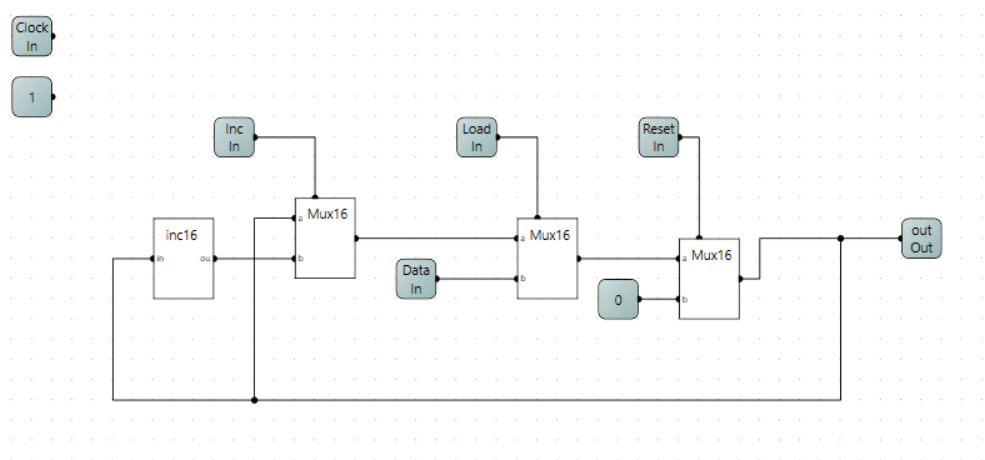 Clock
In
1
Inc
In
Load
In
Reset
In
Mux16
a
b
inc16
in
ou
Mux16
a
b
Data
In
Mux16
a
b
0
out
Out